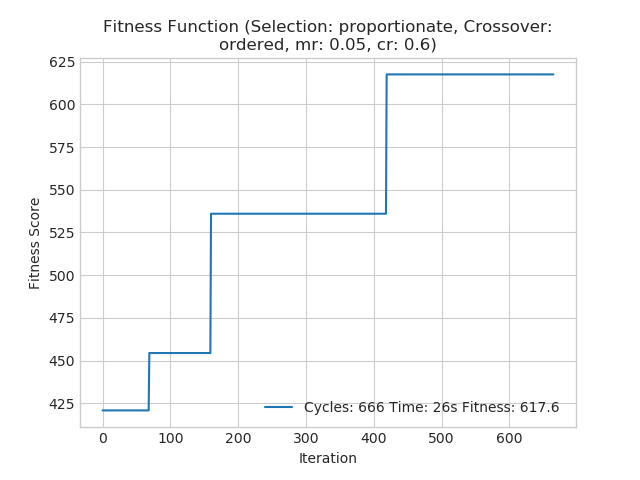 Fitness Function (Selection: proportionate, Crossover:
ordered, mr: 0.05, cr: 0.6)
625
600
575
550
525
500
475
450
425
Fitness Score
Cycles: 666 Time: 26s Fitness: 617.6
0 100 200 300 400 500 600
Iteration